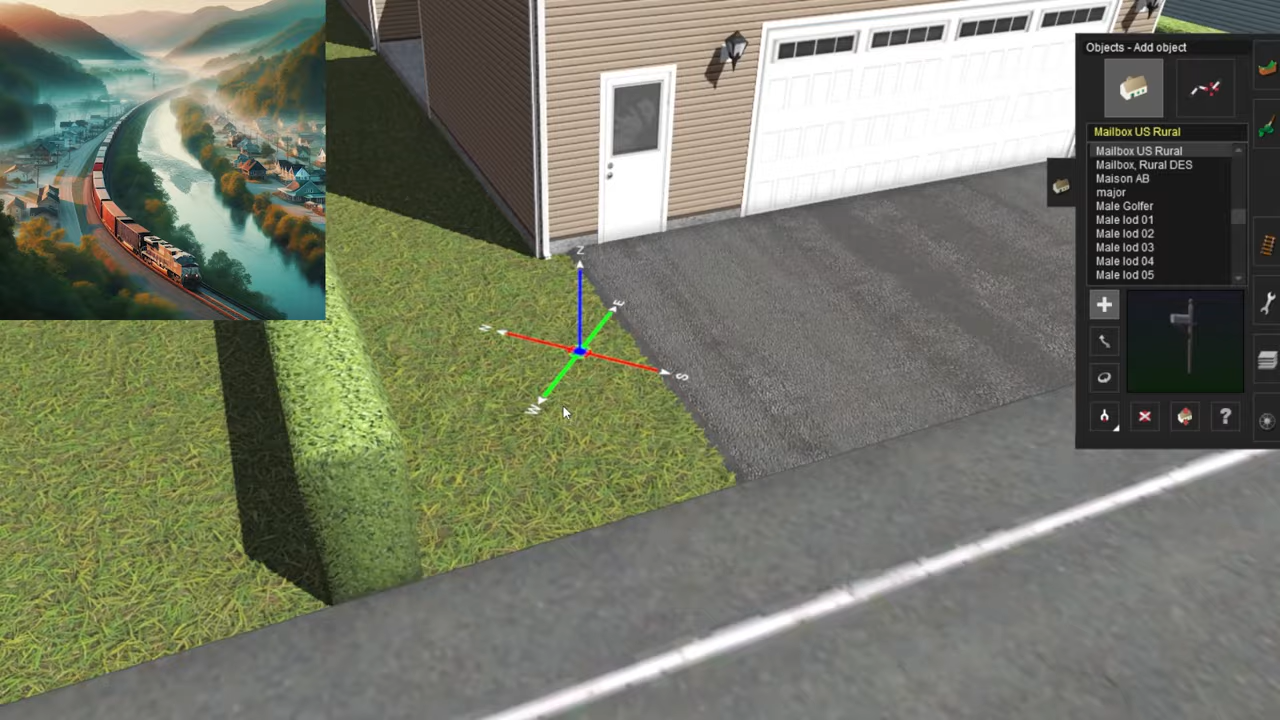 Objects - Add object
Mailbox US Rural
Mailbox US Rural
Mailbox, Rural DES
Maison AB
major
Male Golfer
Male lod 01
Male lod 02
Male lod 03
Male lod 04
Male lod 05
Z
E
N
S
W
?